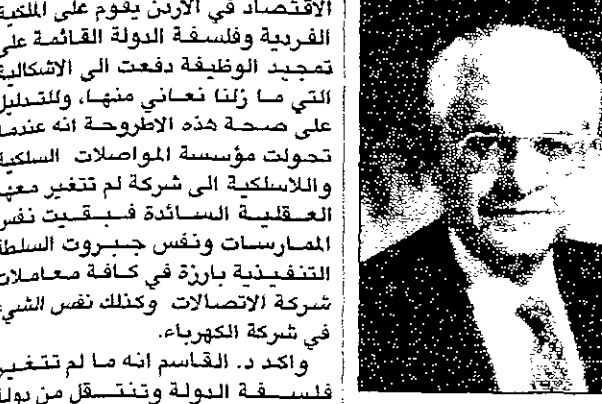 الاقتصاد في الاردن يقوم على الملكية
الفردية وفلسفة الدولة القائمة على
تمجيد الوظيفة دفعت الى الاشكالية
التي ما زلنا نعاني منها، وللتدليل
على صحة هذه الاطروحة انه عندما
تحولت مؤسسة المواصلات السلكية
واللاسلكية الى شركة لم تتغير معها
العقلية السائدة فبقيت نفس
الممارسات ونفس جبروت السلطة
التنفيذية بارزة في كافة معاملات
شركة الاتصالات وكذلك نفس الشيء
في شركة الكهرباء.
واكد د. القاسم انه ما لم تتغير
فلسفة الدولة وتنتقل من دولة